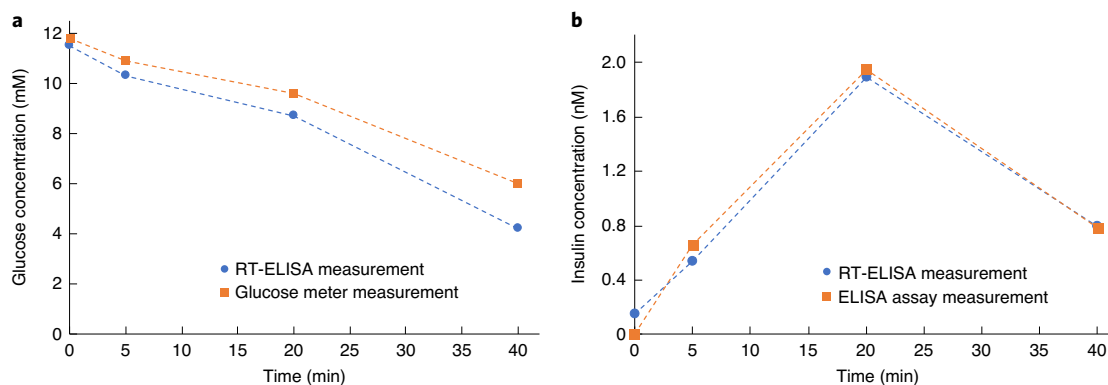 a
12
10
8
6
4
2
0
Glucose concentration (mM)
RT-ELISA measurement
Glucose meter measurement
0 5 10 15 20 25 30 35 40
Time (min)
b
2.0
1.6
1.2
0.8
0.4
0
Insulin concentration (nM)
RT-ELISA measurement
ELISA assay measurement
0 5 10 15 20 25 30 35 40
Time (min)